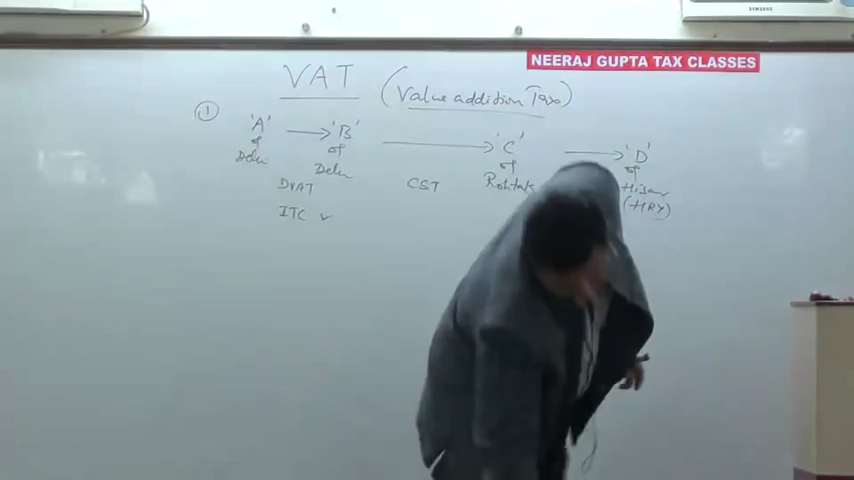 NEERAJ GUPTA TAX CLASSES
VAT (Value addition Tax)
① 'A' → 'B' → 'C' → 'D'
of of of of
Delhi Delhi Rohtak Hisar
(HRY)
DVAT CST
ITC ✓